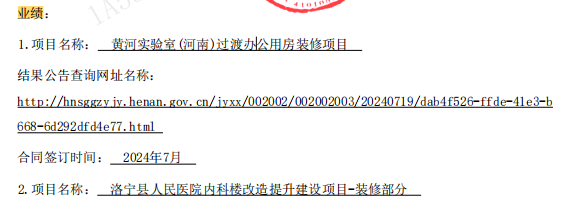 业绩：
1.项目名称： 黄河实验室(河南)过渡办公用房装修项目
结果公告查询网址名称：
http://hnsggzyjy.henan.gov.cn/jyxx/002002/002002003/20240719/dab4f526-ffde-41e3-b
668-6d292dfd4e77.html
合同签订时间： 2024年7月
2.项目名称： 洛宁县人民医院内科楼改造提升建设项目-装修部分